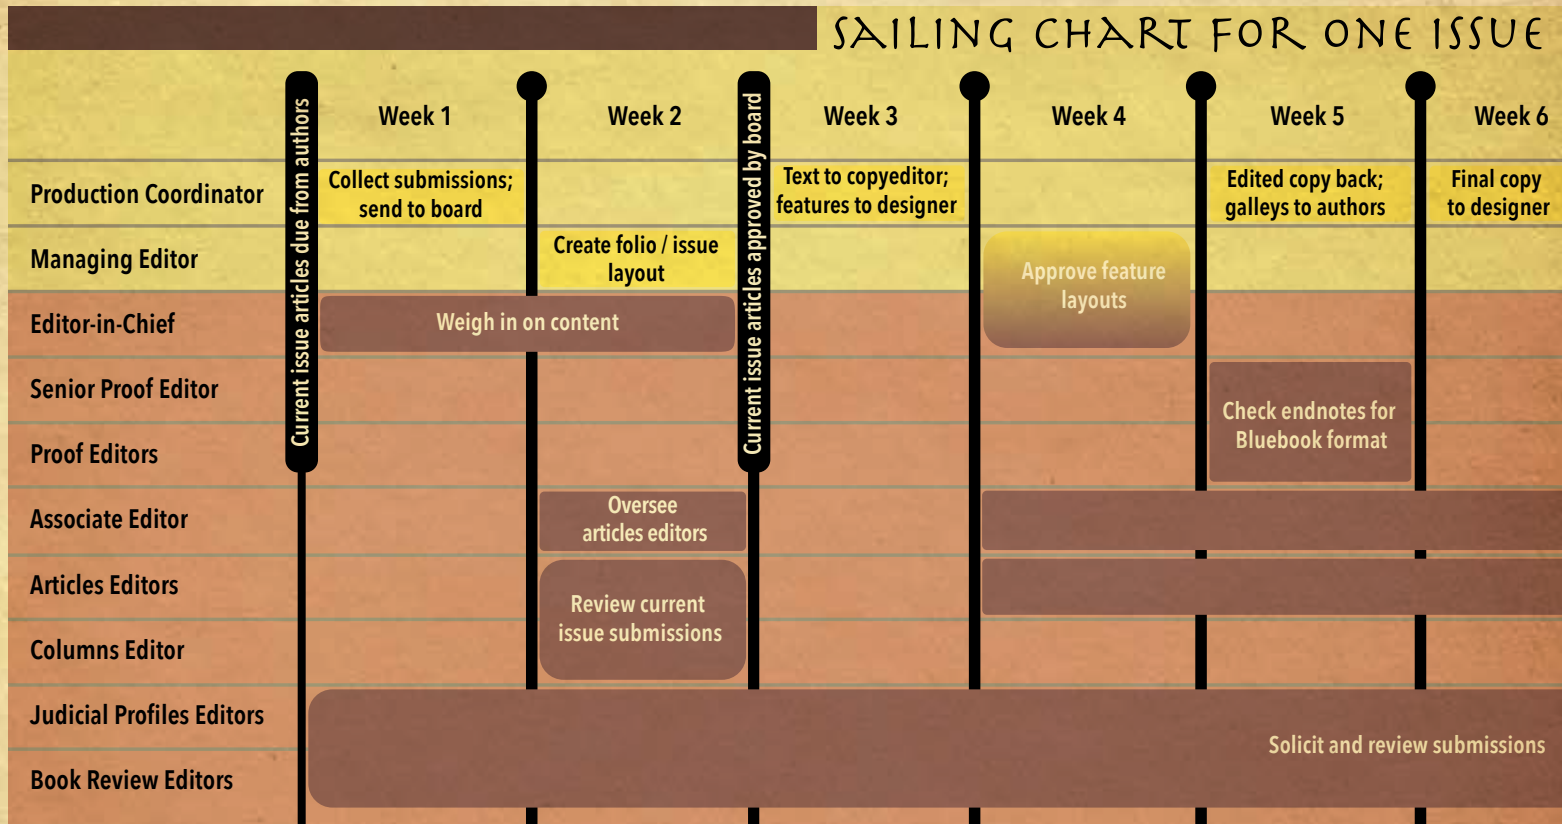 SAILING CHART FOR ONE ISSUE
Current issue articles due from authors
Week 1
Week 2
Current issue articles approved by board
Week 3
Week 4
Week 5
Week 6
Production Coordinator
Collect submissions;
send to board
Text to copyeditor;
features to designer
Edited copy back;
galleys to authors
Final copy
to designer
Managing Editor
Create folio / issue
layout
Approve feature
layouts
Editor-in-Chief
Weigh in on content
Senior Proof Editor
Check endnotes for
Bluebook format
Proof Editors
Associate Editor
Oversee
articles editors
Articles Editors
Review current
issue submissions
Columns Editor
Judicial Profiles Editors
Solicit and review submissions
Book Review Editors